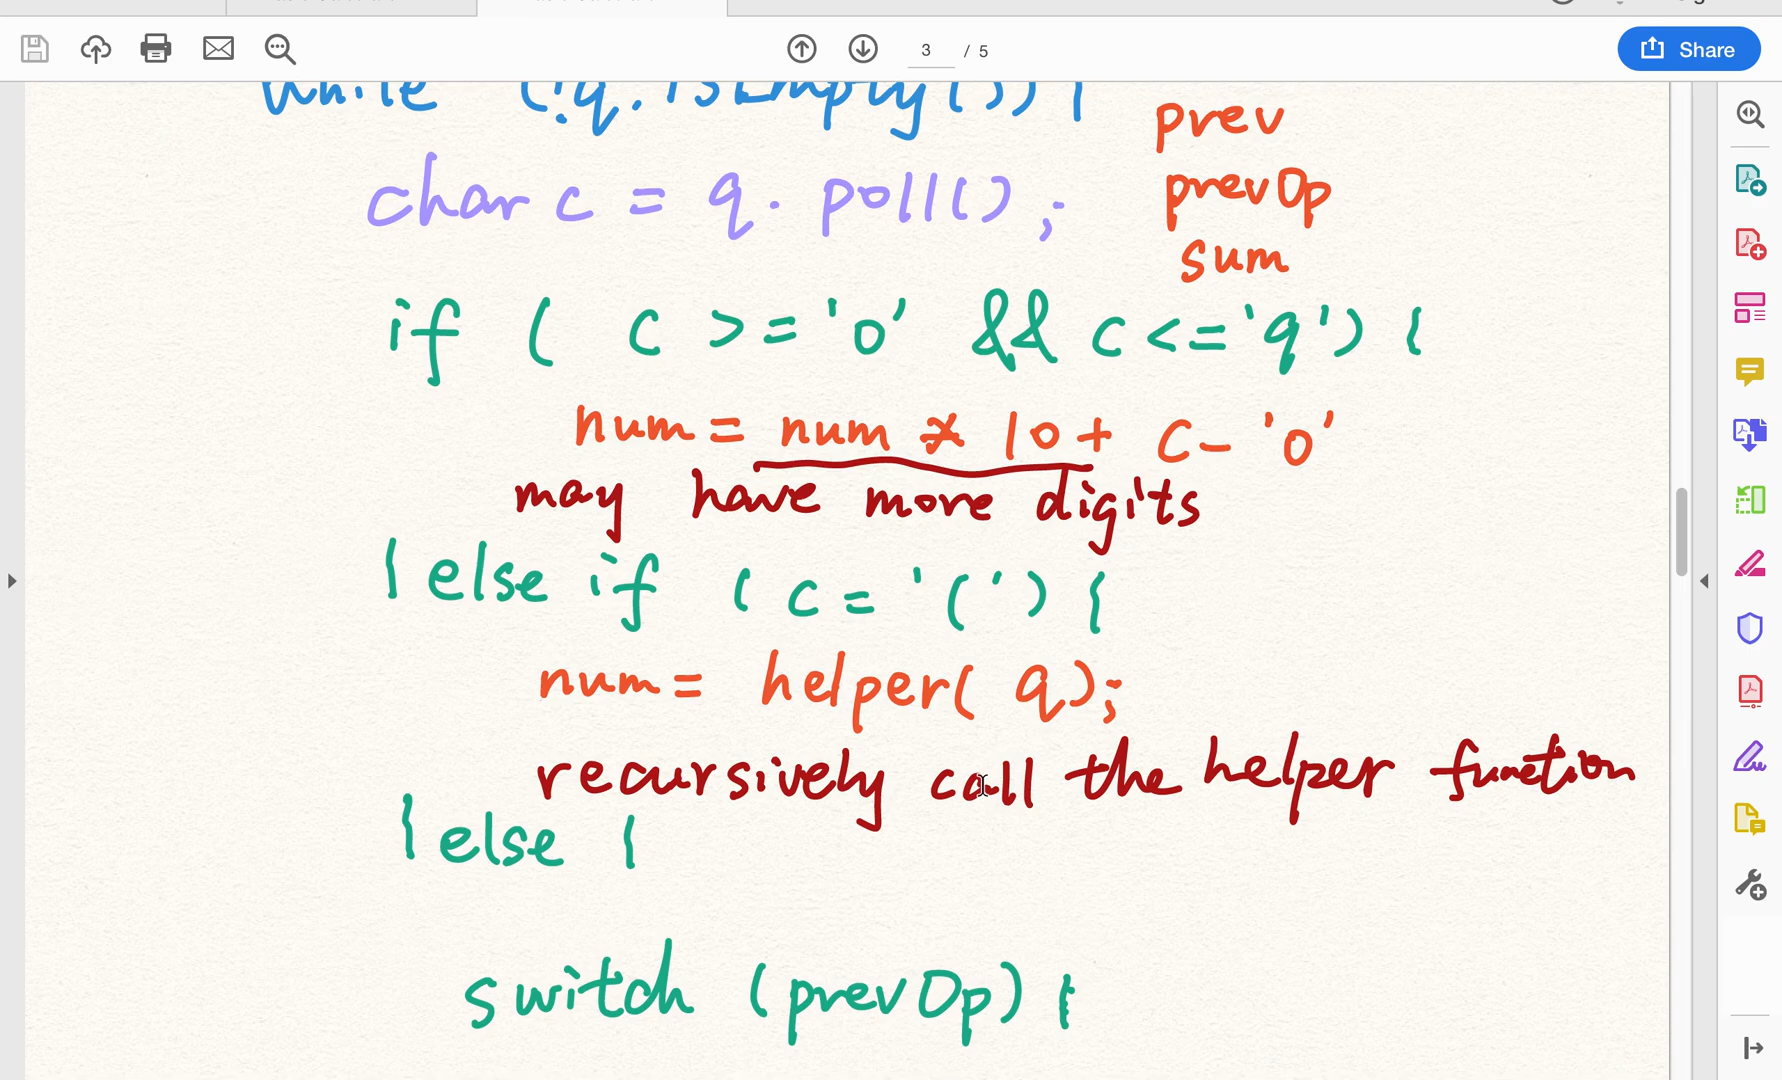 3 / 5
Share
while (!q.isEmpty()) {
prev
char c = q.poll();
prevOp
sum
if ( c >= '0' && c <= '9') {
num = num * 10 + c - '0'
may have more digits
} else if ( c = '(' ) {
num = helper( q);
recursively call the helper function
} else {
switch (prevOp) {